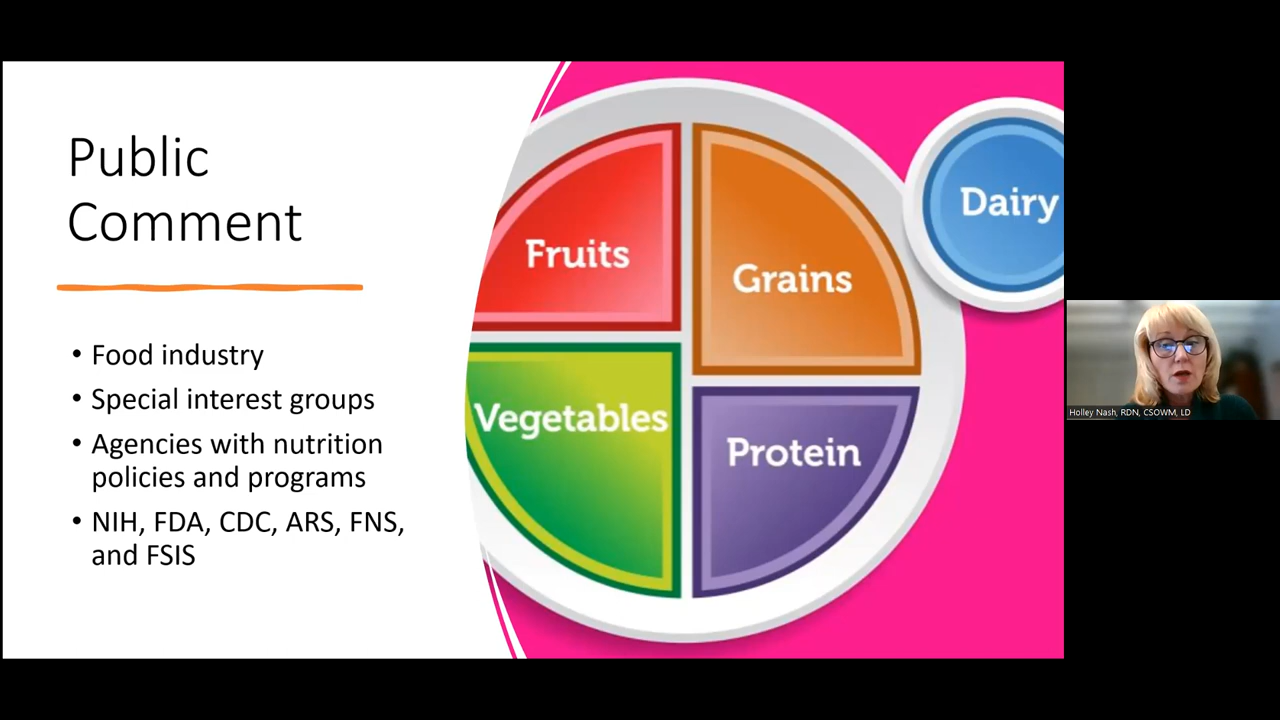 Public
Comment
• Food industry
• Special interest groups
• Agencies with nutrition
policies and programs
• NIH, FDA, CDC, ARS, FNS,
and FSIS
Fruits
Grains
Dairy
Vegetables
Protein
Holley Nash, RDN, CSOWM, LD